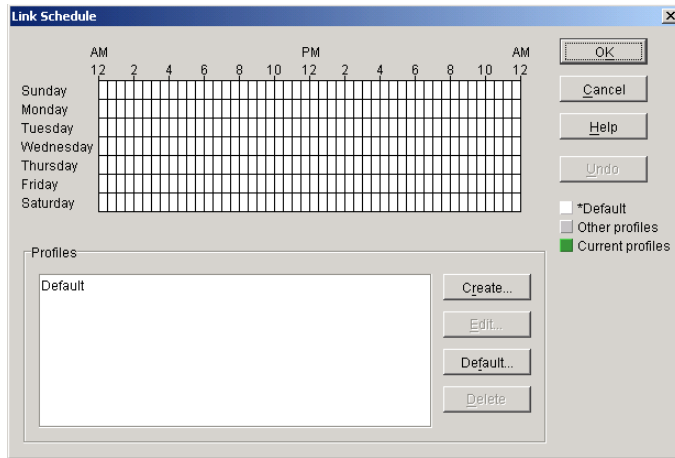 Link Schedule
AM PM AM
12 2 4 6 8 10 12 2 4 6 8 10 12
Sunday
Monday
Tuesday
Wednesday
Thursday
Friday
Saturday
OK
Cancel
Help
Undo
*Default
Other profiles
Current profiles
Profiles
Default
Create...
Edit...
Default...
Delete